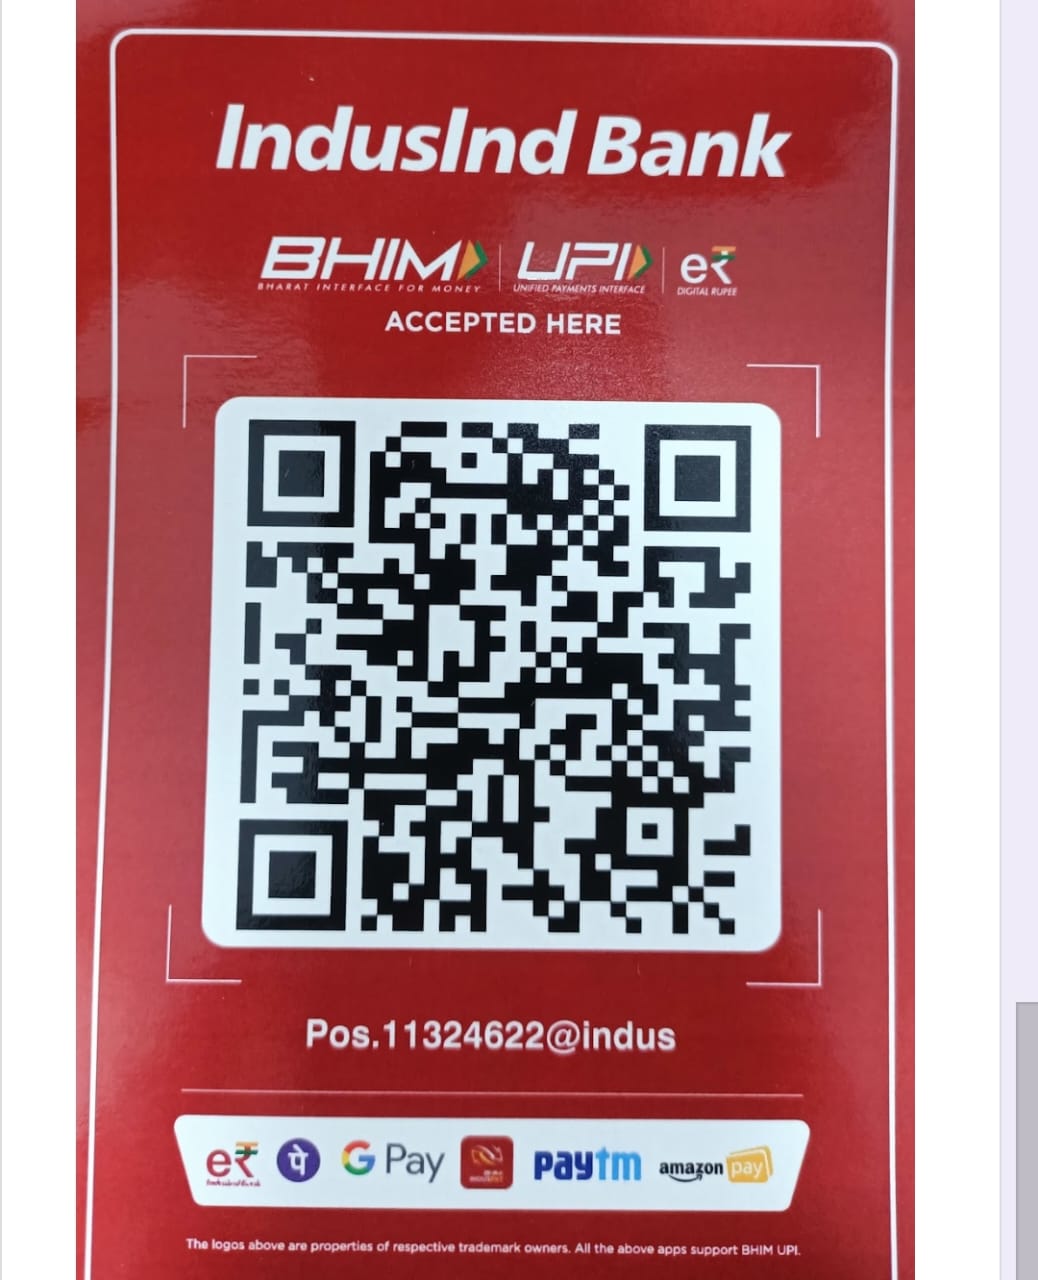 IndusInd Bank
BHIM UPI e₹
BHARAT INTERFACE FOR MONEY UNIFIED PAYMENTS INTERFACE DIGITAL RUPEE
ACCEPTED HERE
Pos.11324622@indus
e₹ पे G Pay paytm amazon pay
IndusInd Bank
The logos above are properties of respective trademark owners. All the above apps support BHIM UPI.